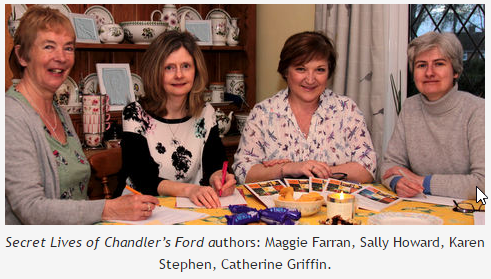 Secret Lives of Chandler's Ford authors: Maggie Farran, Sally Howard, Karen
Stephen, Catherine Griffin.